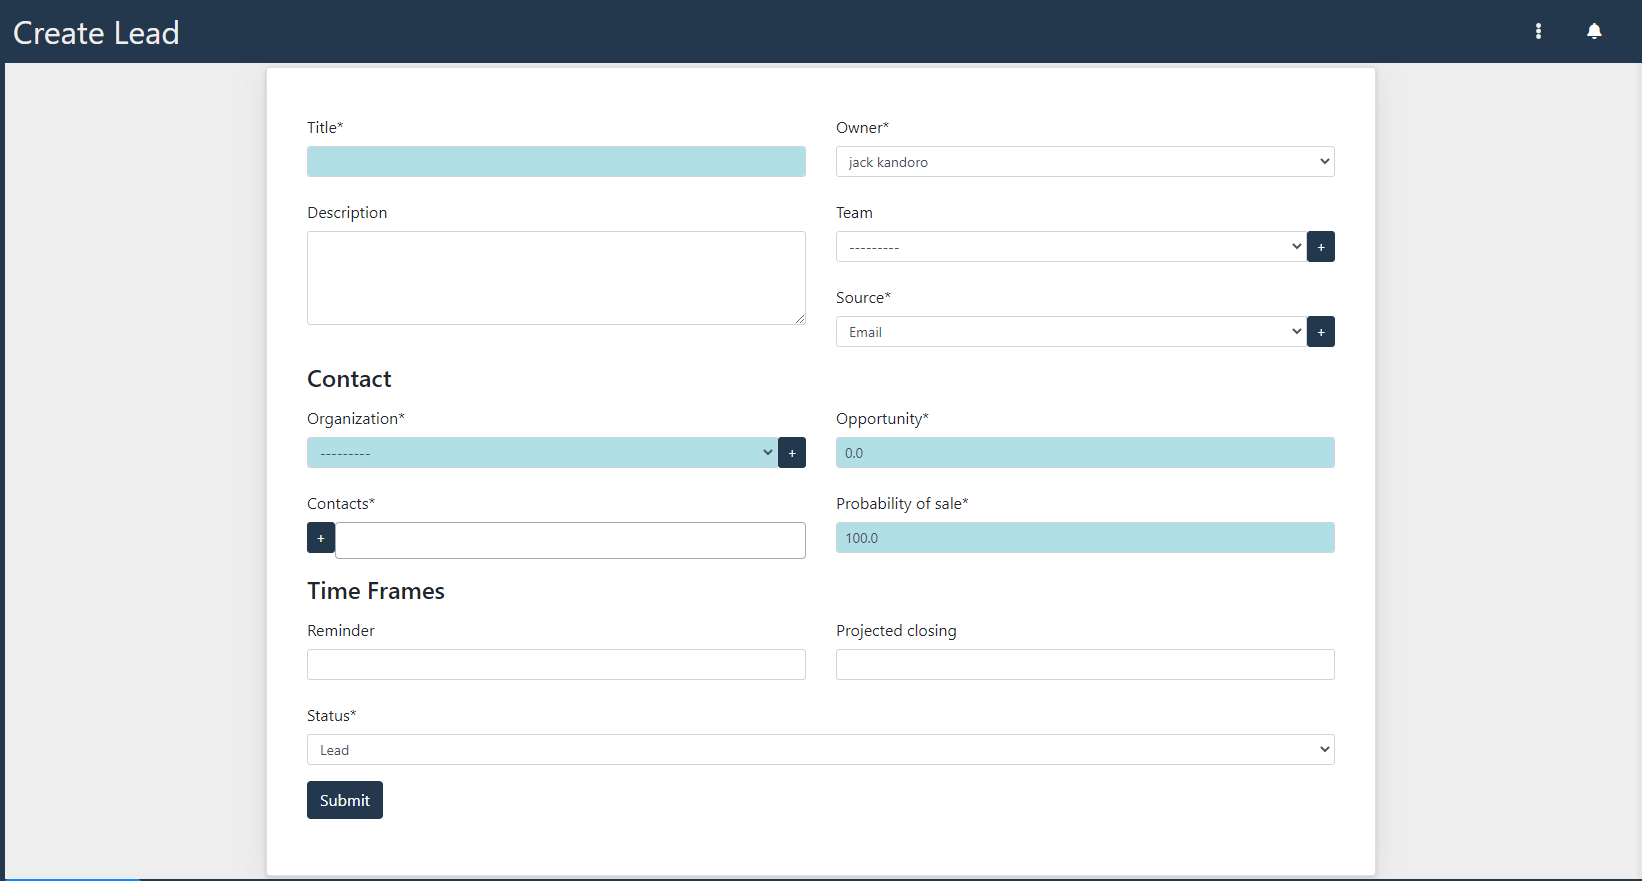 Create Lead
Title*
Owner*
jack kandoro
Description
Team
---------
+
Source*
Email
+
Contact
Organization*
---------
+
Opportunity*
0.0
Contacts*
+
Probability of sale*
100.0
Time Frames
Reminder
Projected closing
Status*
Lead
Submit